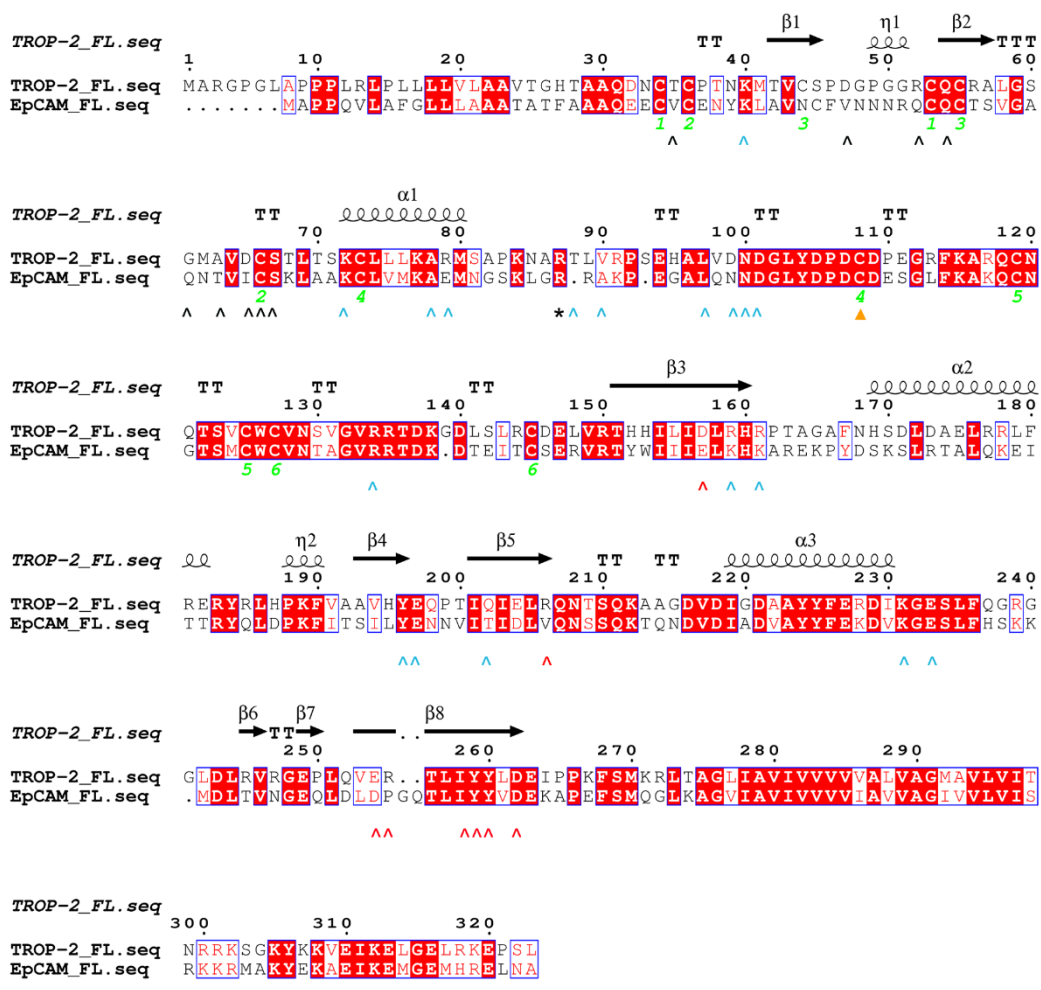 TROP-2_FL.seq TT β1 η1 β2 TTT
1 10 20 30 40 50 60
TROP-2_FL.seq MARGPGLAPPPLRLPLLLLVLAAVTGHTAAQDNCTCPTNKMTVCSPDGPGGRCQCRALGS
EpCAM_FL.seq .......MAPPQVLAFGLLLAAATATFAAAQEECVCENYKLAVNCFVNNNRQCQCTSVGA
1 2 3 1 3
^ ^ ^ ^ ^
TROP-2_FL.seq TT α1 TT TT TT
70 80 90 100 110 120
TROP-2_FL.seq GMAVDCSTLTSKCLLLKARMSAPKNARTLVRPSEHALVDNDGLYDPDCDPEGRFKARQCN
EpCAM_FL.seq QNTVICSKLAAKCLVMKAEMNGSKLGR.RAKP.EGALQNNDGLYDPDCDESGLFKAKQCN
2 4 4 5
^ ^ ^ ^ ^ ^ ^ ^ * ^ ^ ^ ^ ^ ^ ▲
TROP-2_FL.seq TT TT TT β3 α2
130 140 150 160 170 180
TROP-2_FL.seq QTSVCWCVNSVGVRRTDKGDLSLRCDELVRTHHILIDLRHRPTAGAFNHSDLDAELRRLF
EpCAM_FL.seq GTSMCWCVNTAGVRRTDK.DTEITCSERVRTYWIIIELKHKAREKPYDSKSLRTALQKEI
5 6 6
^ ^ ^ ^
TROP-2_FL.seq η2 β4 β5 TT TT α3
190 200 210 220 230 240
TROP-2_FL.seq RERYRLHPKFVAAVHYEQPTIQIELRQNTSQKAAGDVDIGDAAYYFERDIKGESLFQGRG
EpCAM_FL.seq TTRYQLDPKFITSILYENNVITIDLVQNSSQKTQNDVDIADVAYYFEKDVKGESLFHSKK
^ ^ ^ ^ ^ ^
TROP-2_FL.seq β6 TT β7 .. β8
250 260 270 280 290
TROP-2_FL.seq GLDLRVRGEPLQVER..TLIYYLDEIPPKFSMKRLTAGLIAVIVVVVVALVAGMAVLVIT
EpCAM_FL.seq .MDLTVNGEQLDLDPGQTLIYYVDEKAPEFSMQGLKAGVIAVIVVVVIAVVAGIVVLVIS
^ ^ ^ ^ ^ ^
TROP-2_FL.seq
300 310 320
TROP-2_FL.seq NRRKSGKYKKVEIKELGELRKEPSL
EpCAM_FL.seq RKKRMAKYEKAEIKEMGEMHRELNA